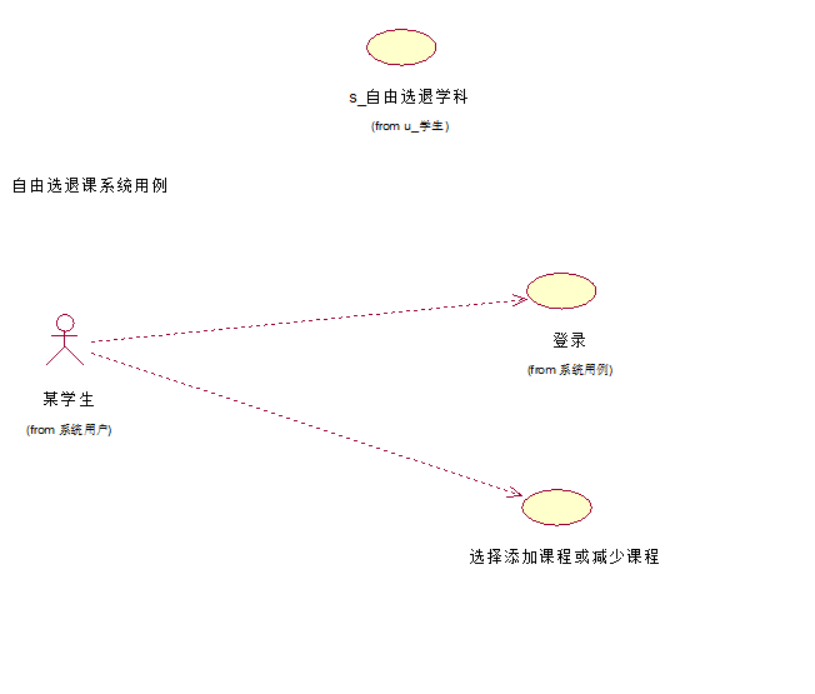 s_自由选退学科
(from u_学生)
自由选退课系统用例
登录
(from 系统用例)
某学生
(from 系统用户)
选择添加课程或减少课程